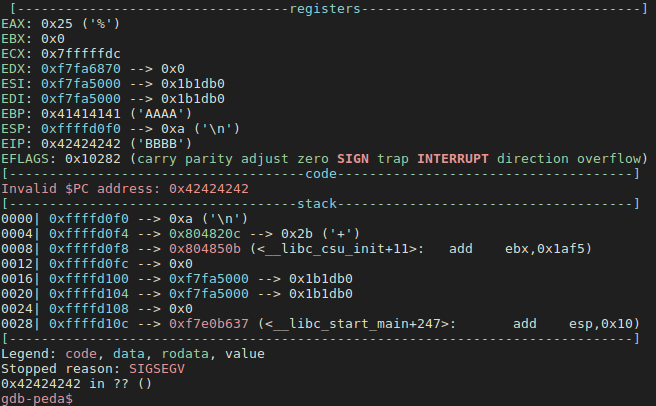 [----------------------------------registers-----------------------------------]
EAX: 0x25 ('%')
EBX: 0x0
ECX: 0x7fffffdc
EDX: 0xf7fa6870 --> 0x0
ESI: 0xf7fa5000 --> 0x1b1db0
EDI: 0xf7fa5000 --> 0x1b1db0
EBP: 0x41414141 ('AAAA')
ESP: 0xffffd0f0 --> 0xa ('\n')
EIP: 0x42424242 ('BBBB')
EFLAGS: 0x10282 (carry parity adjust zero SIGN trap INTERRUPT direction overflow)
[-------------------------------------code-------------------------------------]
Invalid $PC address: 0x42424242
[------------------------------------stack-------------------------------------]
0000| 0xffffd0f0 --> 0xa ('\n')
0004| 0xffffd0f4 --> 0x804820c --> 0x2b ('+')
0008| 0xffffd0f8 --> 0x804850b (<__libc_csu_init+11>: add ebx,0x1af5)
0012| 0xffffd0fc --> 0x0
0016| 0xffffd100 --> 0xf7fa5000 --> 0x1b1db0
0020| 0xffffd104 --> 0xf7fa5000 --> 0x1b1db0
0024| 0xffffd108 --> 0x0
0028| 0xffffd10c --> 0xf7e0b637 (<__libc_start_main+247>: add esp,0x10)
[------------------------------------------------------------------------------]
Legend: code, data, rodata, value
Stopped reason: SIGSEGV
0x42424242 in ?? ()
gdb-peda$